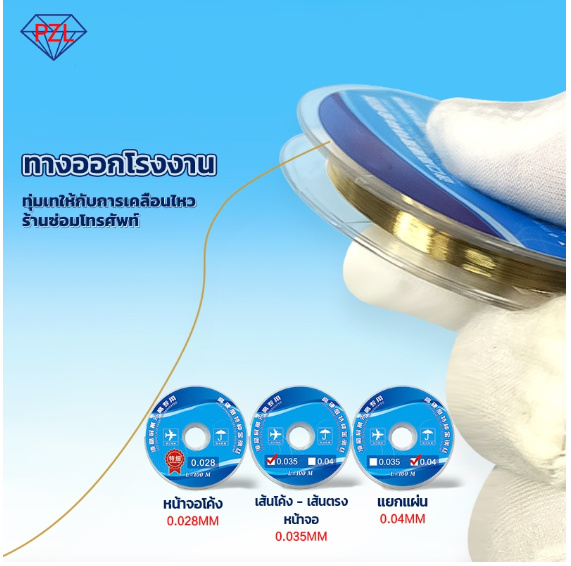 PZL
ทางออกโรงงาน
ทุ่มเทให้กับการเคลือนไหว
ร้านซ่อมโทรศัพท์
0.028
L=100 M
0.035 0.04
L=100 M
0.035 0.04
L=100 M
หน้าจอโค้ง
0.028MM
เส้นโค้ง - เส้นตรง
หน้าจอ
0.035MM
แยกแผ่น
0.04MM